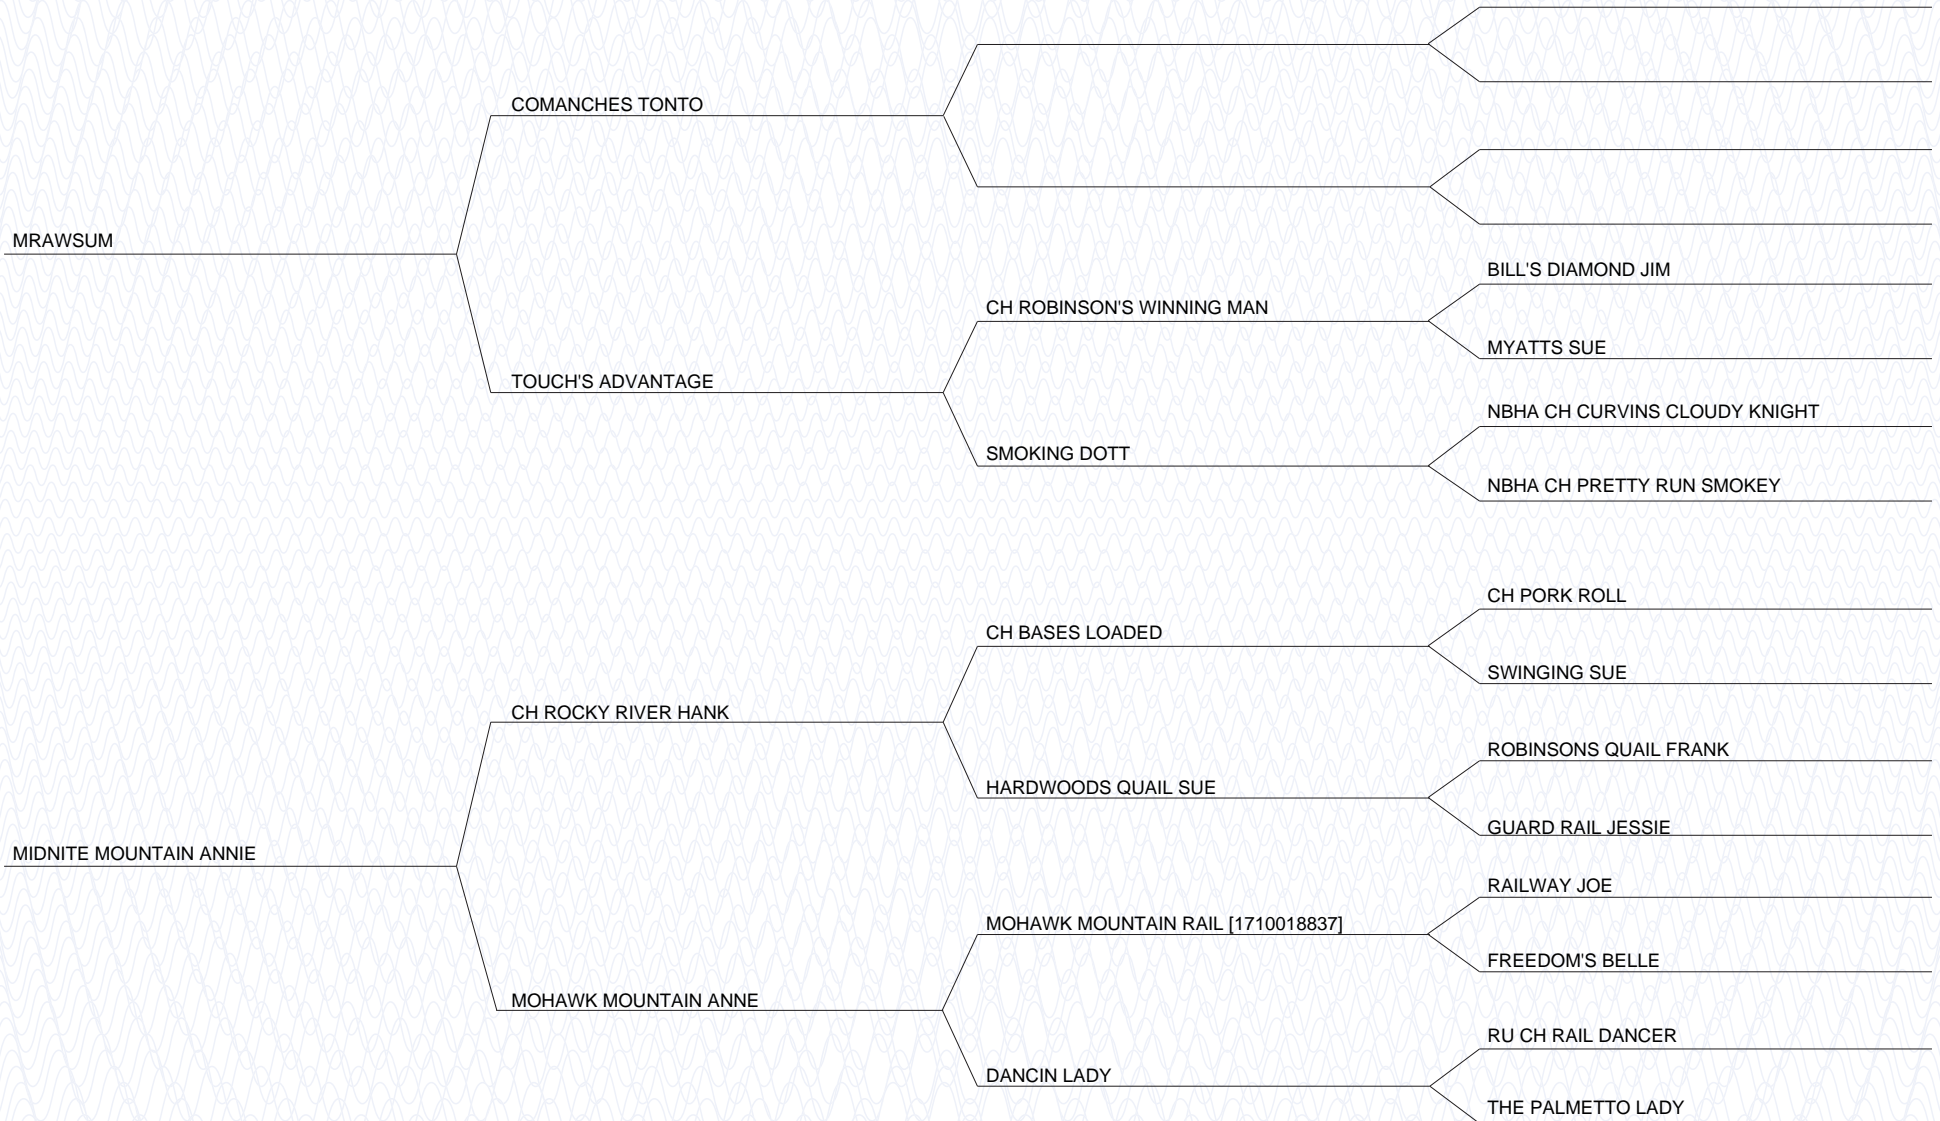 COMANCHES TONTO
MRAWSUM
BILL'S DIAMOND JIM
CH ROBINSON'S WINNING MAN
MYATTS SUE
TOUCH'S ADVANTAGE
NBHA CH CURVINS CLOUDY KNIGHT
SMOKING DOTT
NBHA CH PRETTY RUN SMOKEY
CH PORK ROLL
CH BASES LOADED
SWINGING SUE
CH ROCKY RIVER HANK
ROBINSONS QUAIL FRANK
HARDWOODS QUAIL SUE
GUARD RAIL JESSIE
MIDNITE MOUNTAIN ANNIE
RAILWAY JOE
MOHAWK MOUNTAIN RAIL [1710018837]
FREEDOM'S BELLE
MOHAWK MOUNTAIN ANNE
RU CH RAIL DANCER
DANCIN LADY
THE PALMETTO LADY